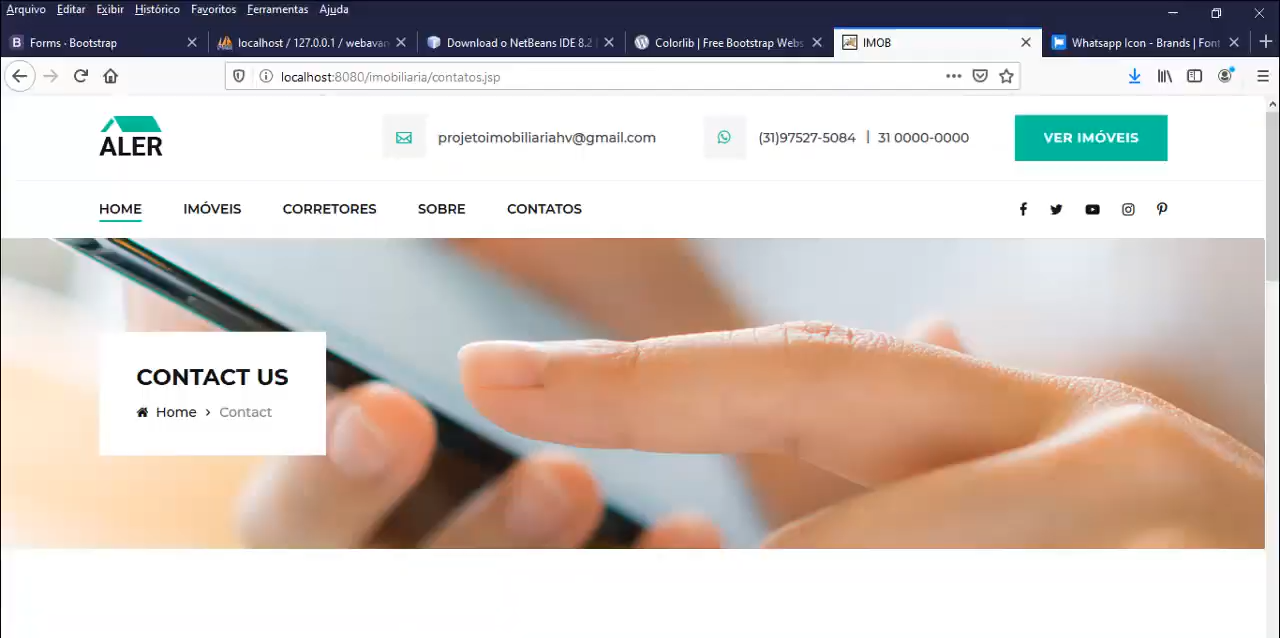 Arquivo Editar Exibir Histórico Favoritos Ferramentas Ajuda
Forms · Bootstrap
localhost / 127.0.0.1 / webavan
Download o NetBeans IDE 8.2
Colorlib | Free Bootstrap Webs
IMOB
Whatsapp Icon - Brands | Font
localhost:8080/imobiliaria/contatos.jsp
ALER
projetoimobiliariahv@gmail.com
(31)97527-5084 | 31 0000-0000
VER IMÓVEIS
HOME IMÓVEIS CORRETORES SOBRE CONTATOS
CONTACT US
Home > Contact